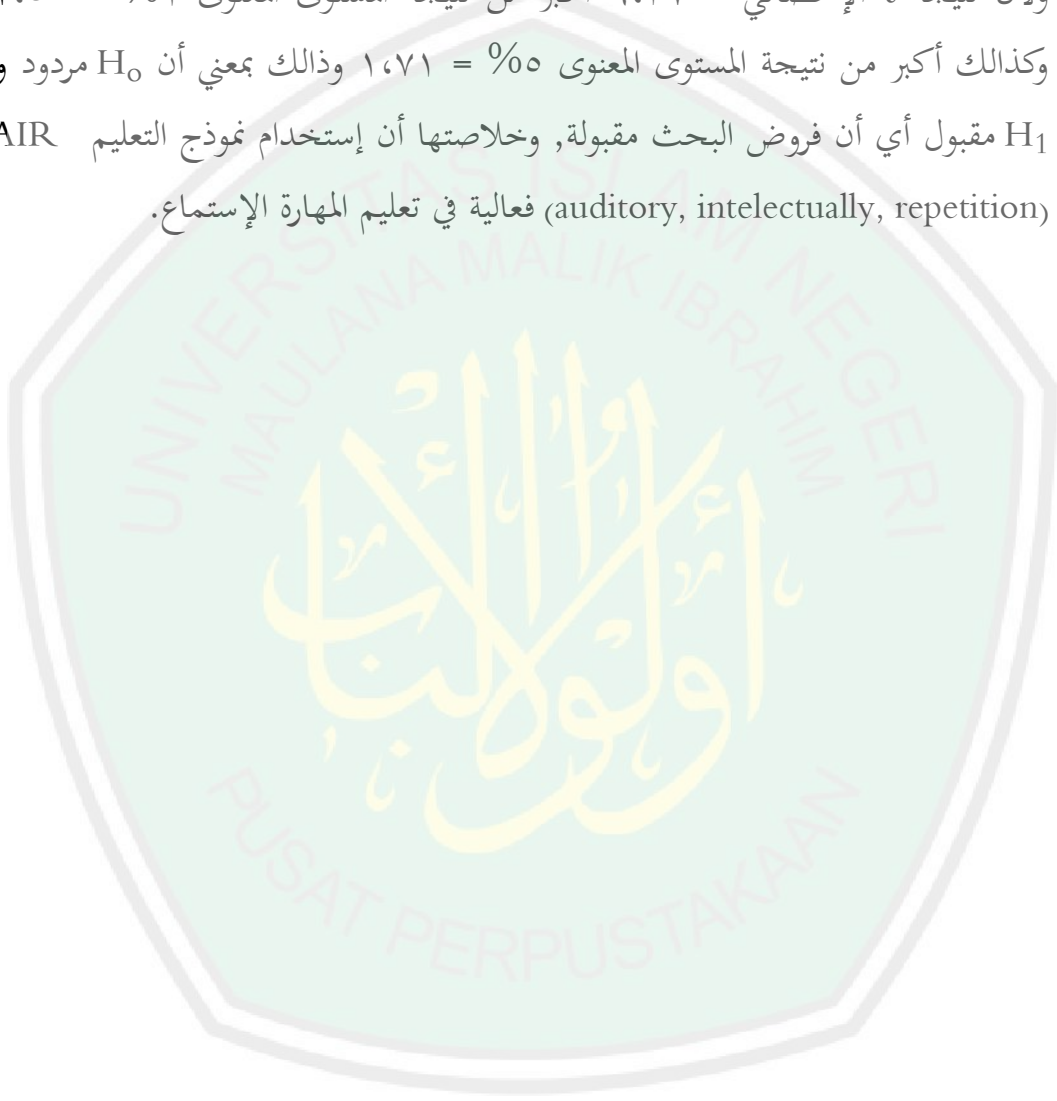 وكذالك أكبر من نتيجة المستوى المعنوى ٥% = ١،٧١ وذالك بمعني أن H₀ مردود و
H₁ مقبول أي أن فروض البحث مقبولة, وخلاصتها أن إستخدام نموذج التعليم AIR
(auditory, intelectually, repetition) فعالية في تعليم المهارة الإستماع.
UNIVERSITAS ISLAM NEGERI
MAULANA MALIK IBRAHIM
أولوا الألباب
PUSAT PERPUSTAKAAN